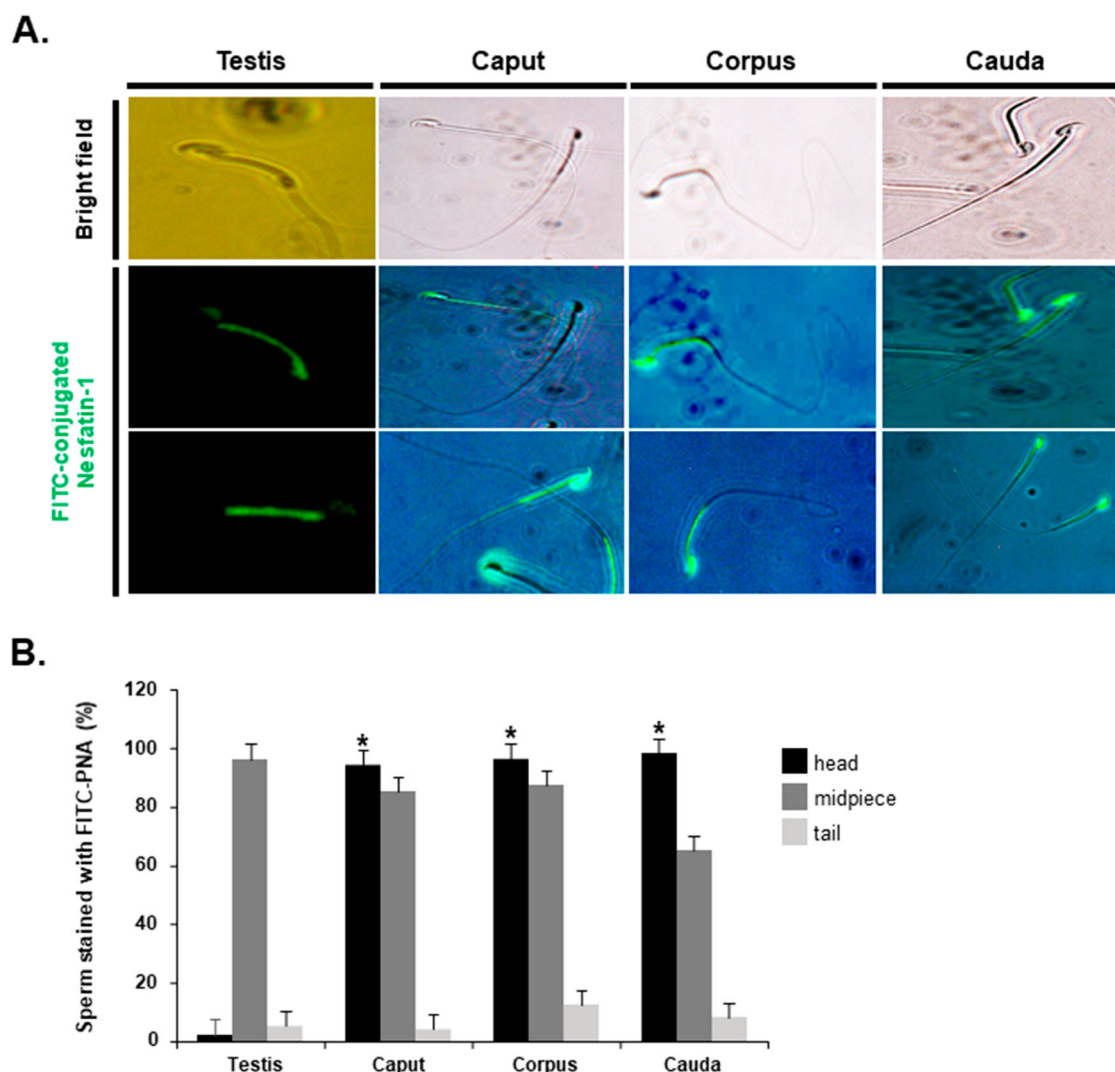 A.
Testis Caput Corpus Cauda
Bright field
FITC-conjugated
Nesfatin-1
B.
Sperm stained with FITC-PNA (%)
120
100
80
60
40
20
0
* * *
Testis Caput Corpus Cauda
head
midpiece
tail